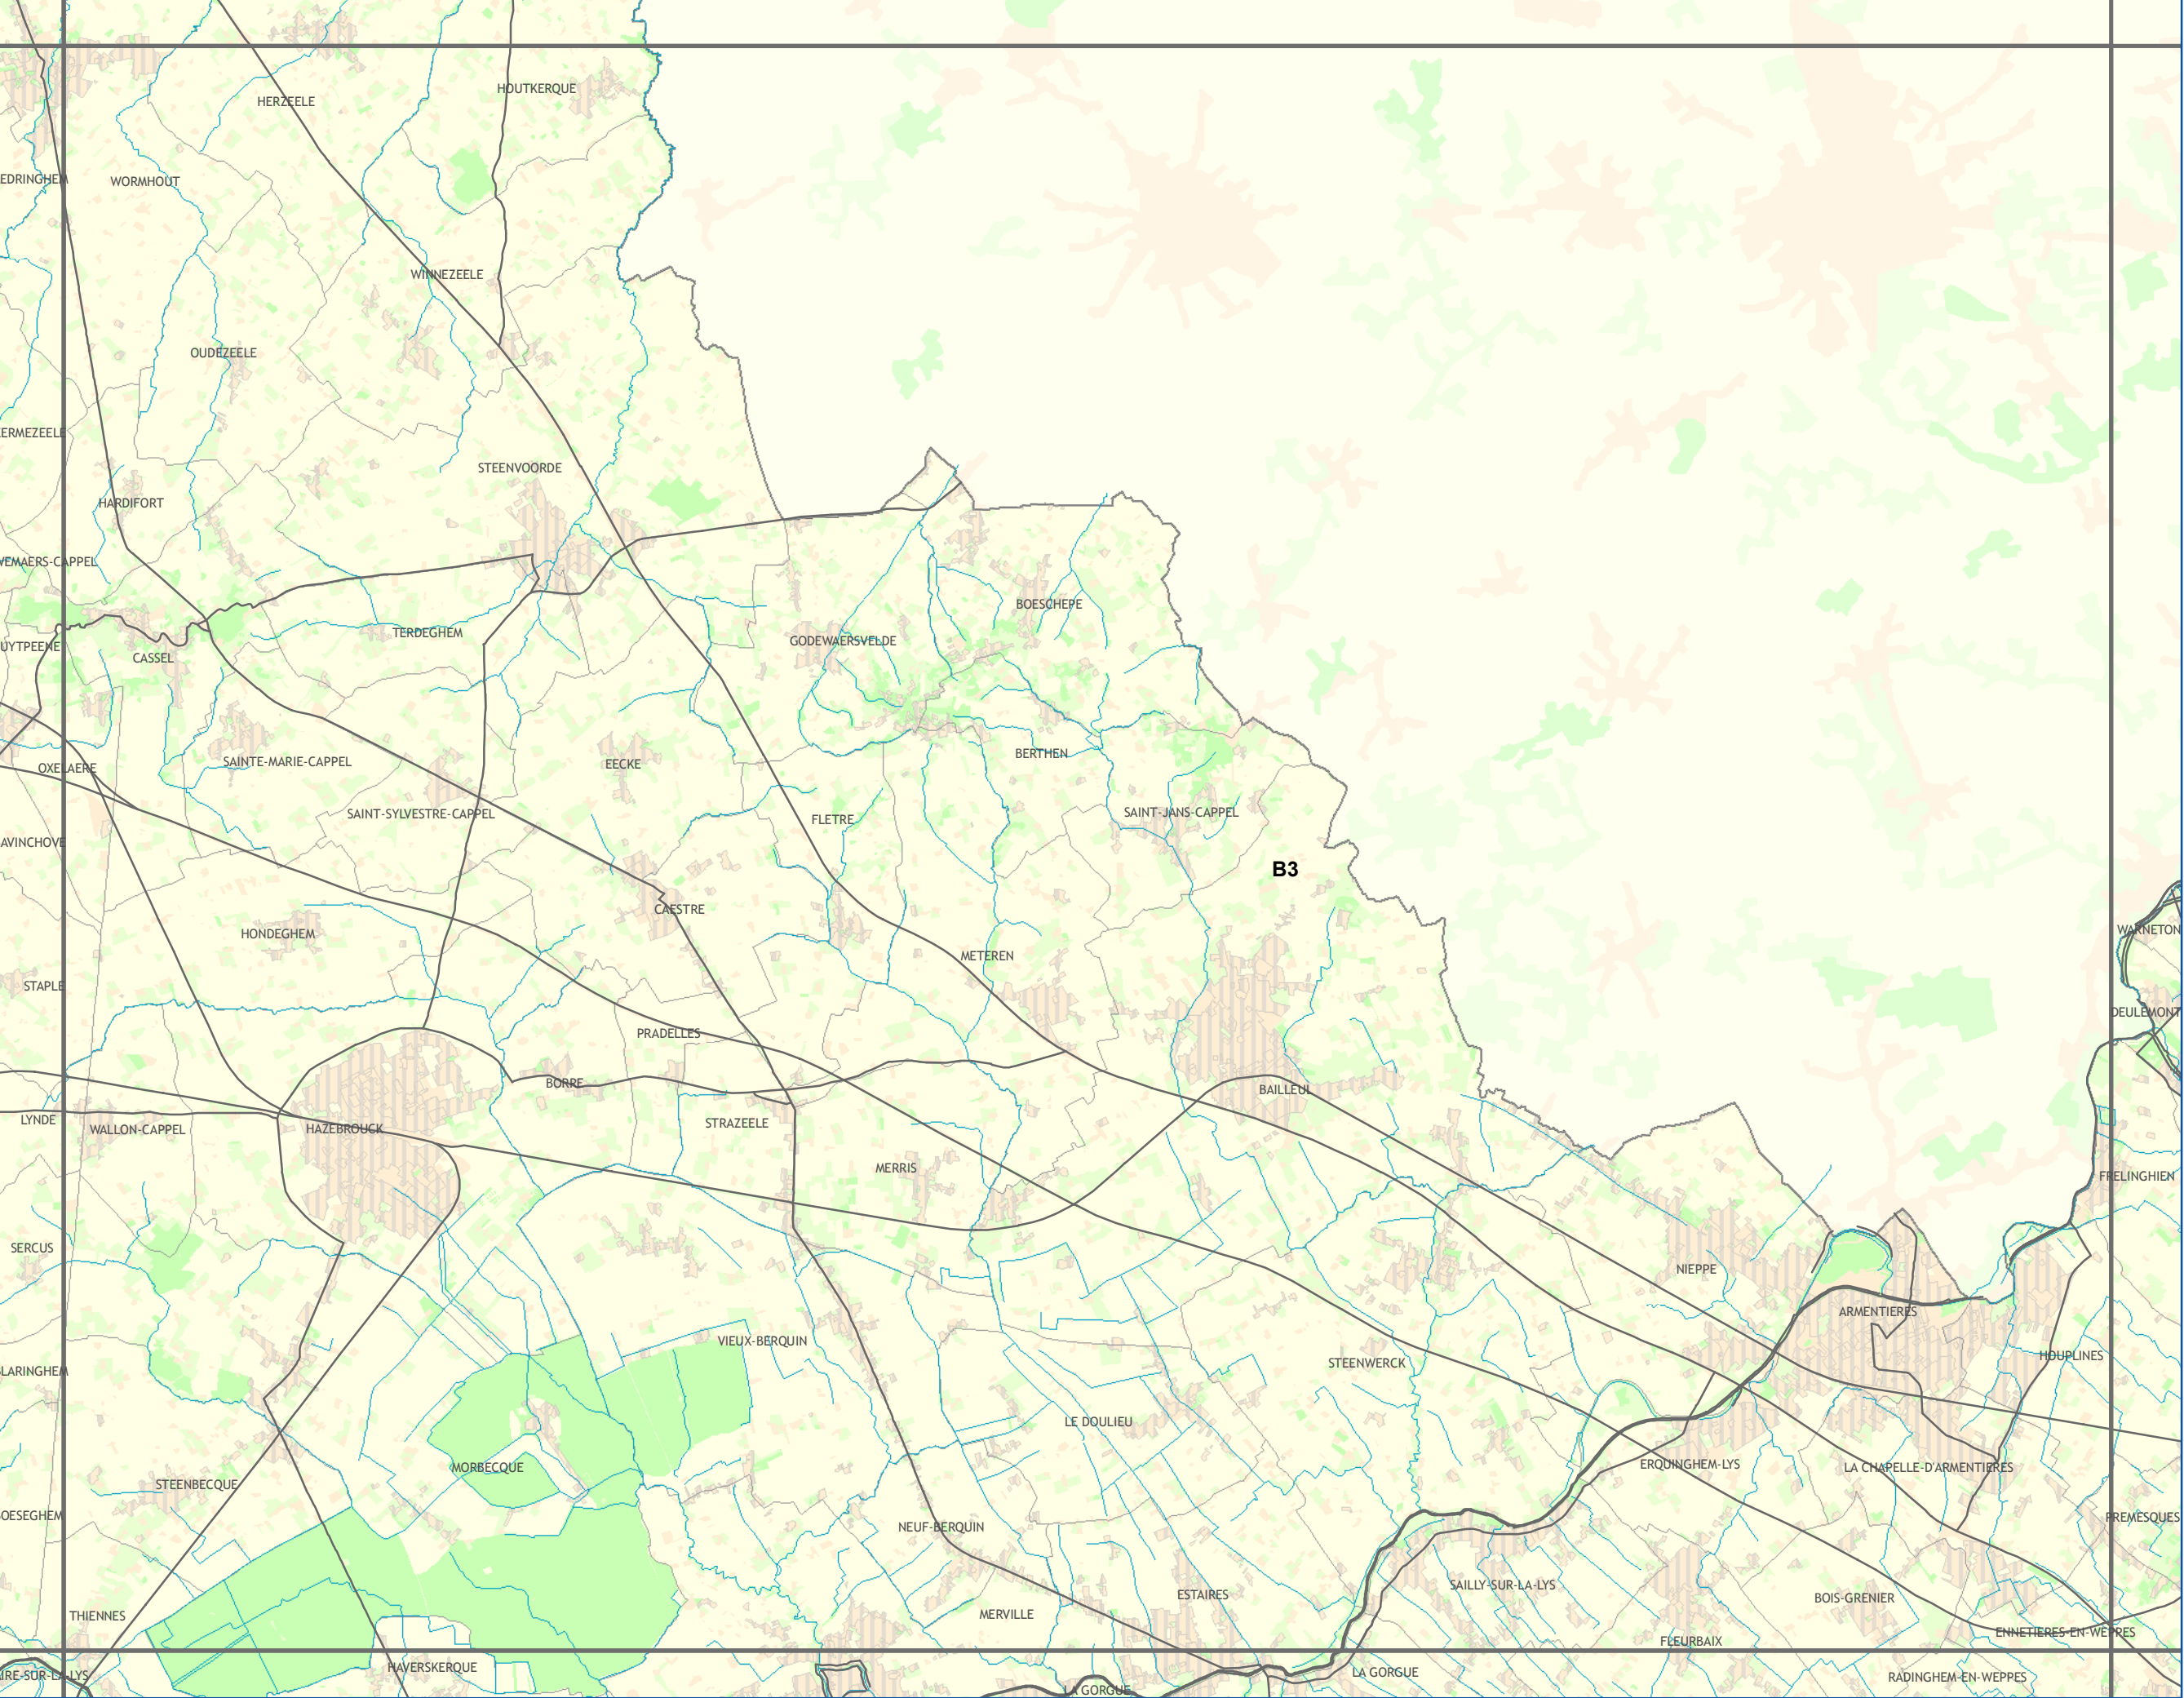 HOUTKERQUE
HERZEELE
EDRINGHEM
WORMHOUT
WINNEZEELE
OUDEZEELE
ERMEZEELE
STEENVOORDE
HARDIFORT
VEMAERS-CAPPEL
BOESCHEPE
TERDEGHEM
GODEWAERSVELDE
UYTPEENE
CASSEL
BERTHEN
SAINTE-MARIE-CAPPEL
EECKE
OXELAERE
SAINT-SYLVESTRE-CAPPEL
SAINT-JANS-CAPPEL
FLETRE
AVINCHOVE
B3
CAESTRE
WARNETON
HONDEGHEM
METEREN
STAPLE
DEULEMONT
PRADELLES
BORRE
BAILLEUL
LYNDE
WALLON-CAPPEL
HAZEBROUCK
STRAZEELE
MERRIS
FRELINGHIEN
SERCUS
NIEPPE
ARMENTIERES
VIEUX-BERQUIN
HOUPLINES
STEENWERCK
LARINGHEM
LE DOULIEU
MORBECQUE
ERQUINGHEM-LYS
LA CHAPELLE-D'ARMENTIERES
STEENBECQUE
OESEGHEM
PREMESQUES
NEUF-BERQUIN
SAILLY-SUR-LA-LYS
ESTAIRES
BOIS-GRENIER
THIENNES
MERVILLE
ENNETIERES-EN-WEPPES
FLEURBAIX
HAVERSKERQUE
LA GORGUE
AIRE-SUR-LA-LYS
RADINGHEM-EN-WEPPES
LA GORGUE